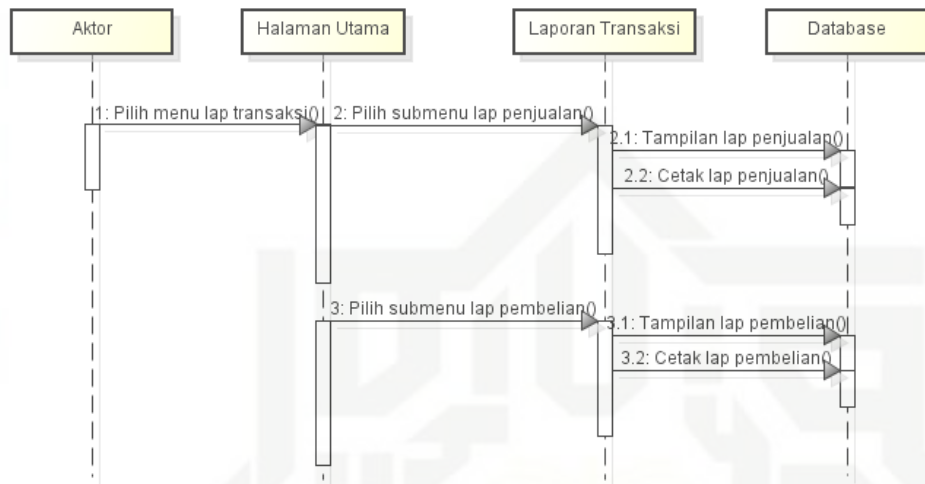 Aktor
Halaman Utama
Laporan Transaksi
Database
1: Pilih menu lap transaksi()
2: Pilih submenu lap penjualan()
2.1: Tampilan lap penjualan()
2.2: Cetak lap penjualan()
3: Pilih submenu lap pembelian()
3.1: Tampilan lap pembelian()
3.2: Cetak lap pembelian()